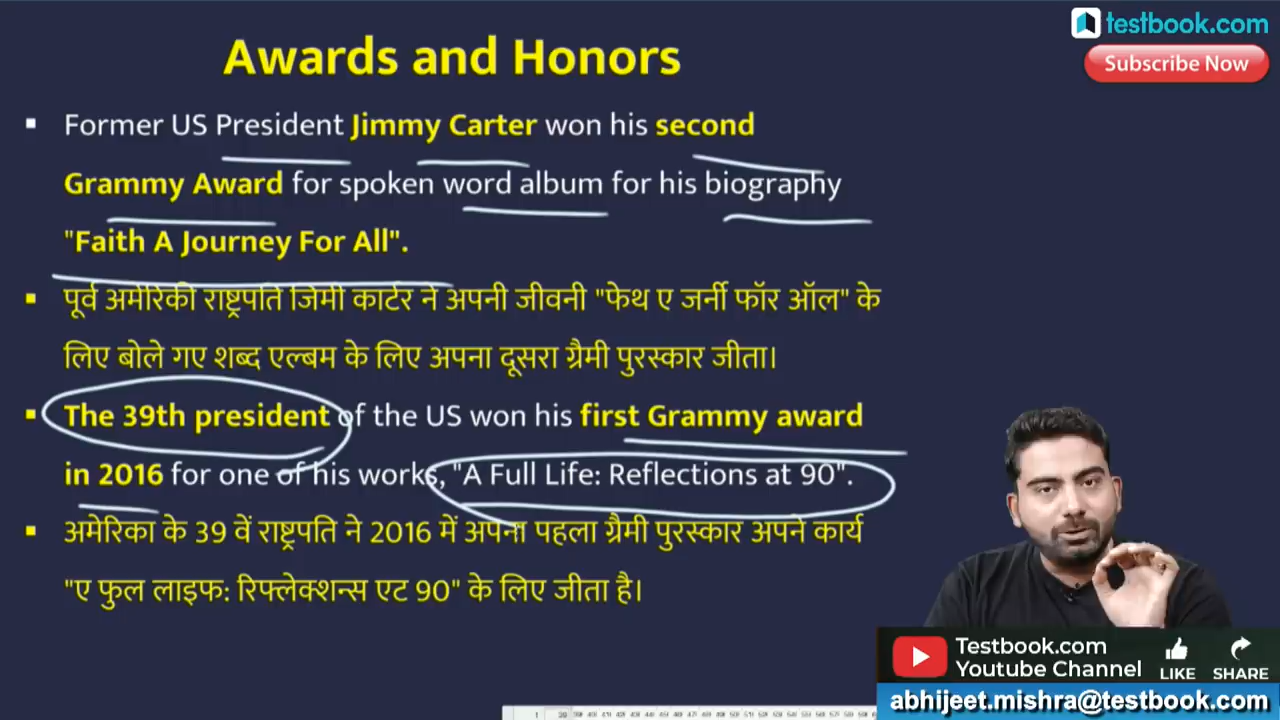 testbook.com
Subscribe Now
Awards and Honors
Former US President Jimmy Carter won his second
Grammy Award for spoken word album for his biography
"Faith A Journey For All".
पूर्व अमेरिकी राष्ट्रपति जिमी कार्टर ने अपनी जीवनी "फेथ ए जर्नी फॉर ऑल" के
लिए बोले गए शब्द एल्बम के लिए अपना दूसरा ग्रैमी पुरस्कार जीता।
The 39th president of the US won his first Grammy award
in 2016 for one of his works, "A Full Life: Reflections at 90".
अमेरिका के 39 वें राष्ट्रपति ने 2016 में अपना पहला ग्रैमी पुरस्कार अपने कार्य
"ए फुल लाइफ: रिफ्लेक्शन्स एट 90" के लिए जीता है।
Testbook.com
Youtube Channel
LIKE
SHARE
abhijeet.mishra@testbook.com